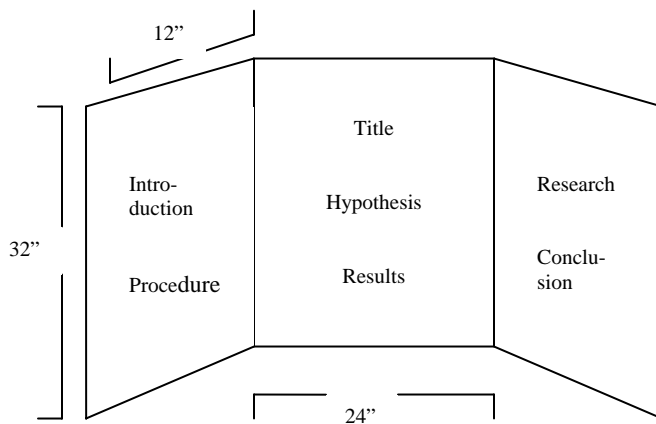 12”
Title
Intro-
duction
Research
Hypothesis
32”
Conclu-
sion
Procedure
Results
24”